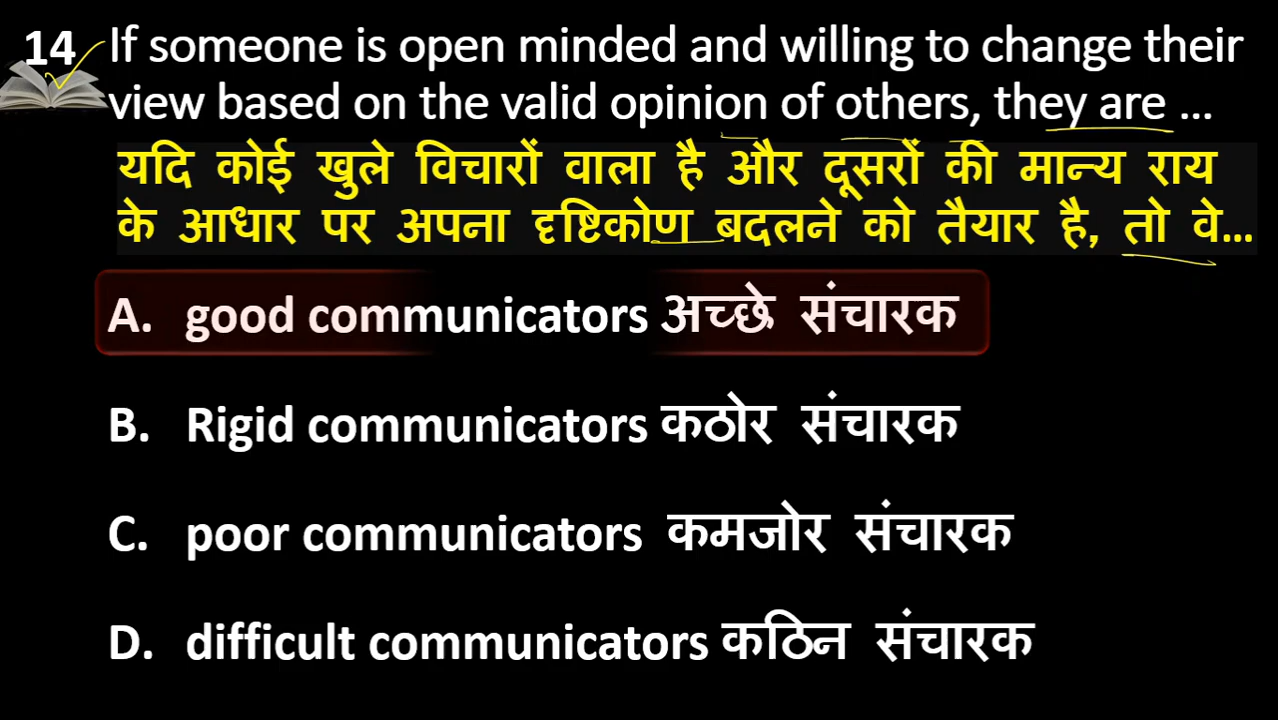 14 If someone is open minded and willing to change their
view based on the valid opinion of others, they are ...
यदि कोई खुले विचारों वाला है और दूसरों की मान्य राय
के आधार पर अपना दृष्टिकोण बदलने को तैयार है, तो वे...
A. good communicators अच्छे संचारक
B. Rigid communicators कठोर संचारक
C. poor communicators कमजोर संचारक
D. difficult communicators कठिन संचारक